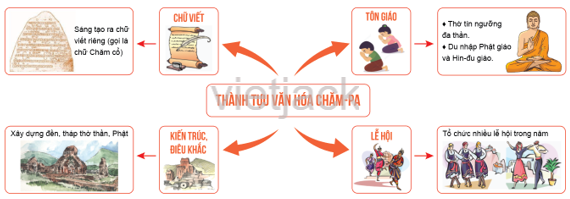 CHỮ VIẾT
Sáng tạo ra chữ
viết riêng (gọi là
chữ Chăm cổ)
TÔN GIÁO
♦ Thờ tín ngưỡng
đa thần.
♦ Du nhập Phật giáo
và Hin-đu giáo.
THÀNH TỰU VĂN HÓA CHĂM-PA
vietjack
KIẾN TRÚC,
ĐIÊU KHẮC
Xây dựng đền, tháp thờ thần, Phật
LỄ HỘI
Tổ chức nhiều lễ hội trong năm